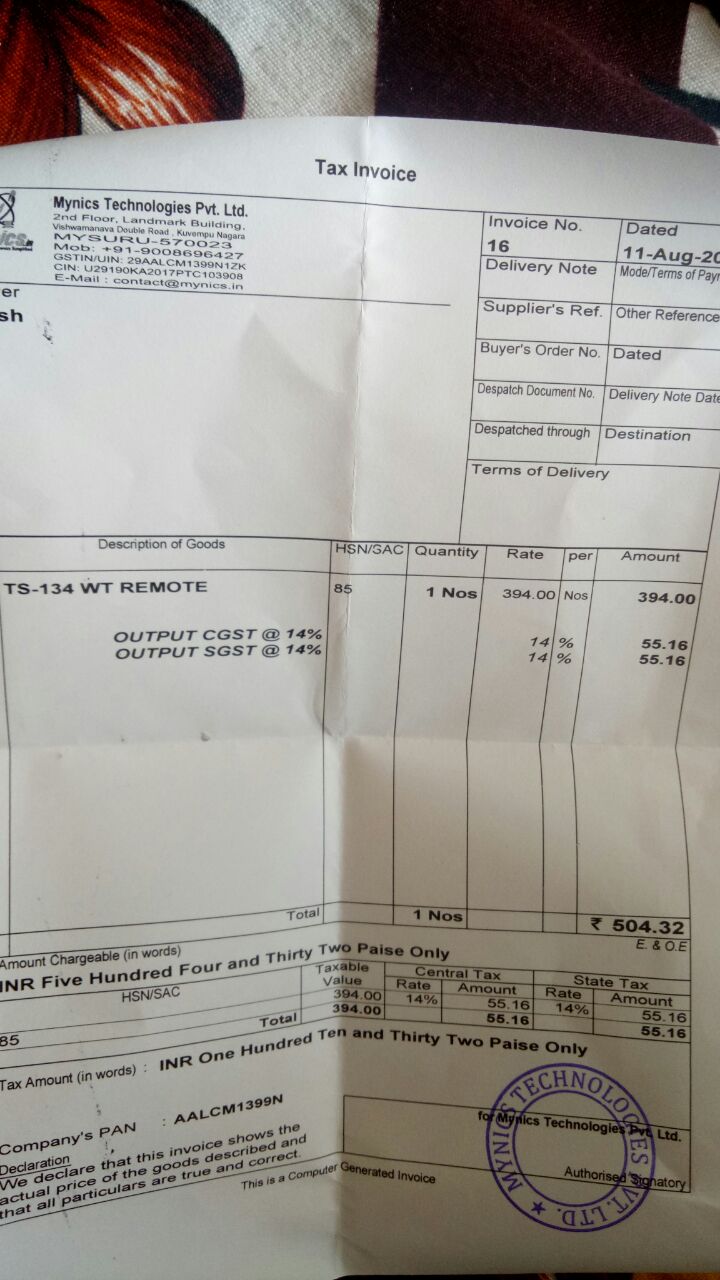 Tax Invoice
Mynics Technologies Pvt. Ltd.
2nd Floor, Landmark Building,
Vishwamanava Double Road , Kuvempu Nagara
MYSURU-570023
Mob: +91-9008696427
GSTIN/UIN: 29AALCM1399N1ZK
CIN: U29190KA2017PTC103908
E-Mail : contact@mynics.in
er
sh
Invoice No. Dated
16 11-Aug-20
Delivery Note Mode/Terms of Payr
Supplier's Ref. Other Reference
Buyer's Order No. Dated
Despatch Document No. Delivery Note Date
Despatched through Destination
Terms of Delivery
Description of Goods HSN/SAC Quantity Rate per Amount
TS-134 WT REMOTE 85 1 Nos 394.00 Nos 394.00
OUTPUT CGST @ 14% 14 % 55.16
OUTPUT SGST @ 14% 14 % 55.16
Total 1 Nos ₹ 504.32
Amount Chargeable (in words) E. & O.E
INR Five Hundred Four and Thirty Two Paise Only
HSN/SAC Taxable Value Central Tax State Tax
Rate Amount Rate Amount
85 394.00 14% 55.16 14% 55.16
Total 394.00 55.16 55.16
Tax Amount (in words) : INR One Hundred Ten and Thirty Two Paise Only
Company's PAN : AALCM1399N
Declaration
We declare that this invoice shows the
actual price of the goods described and
that all particulars are true and correct.
for Mynics Technologies Pvt. Ltd.
Authorised Signatory
MYNICS TECHNOLOGIES PVT. LTD.
This is a Computer Generated Invoice